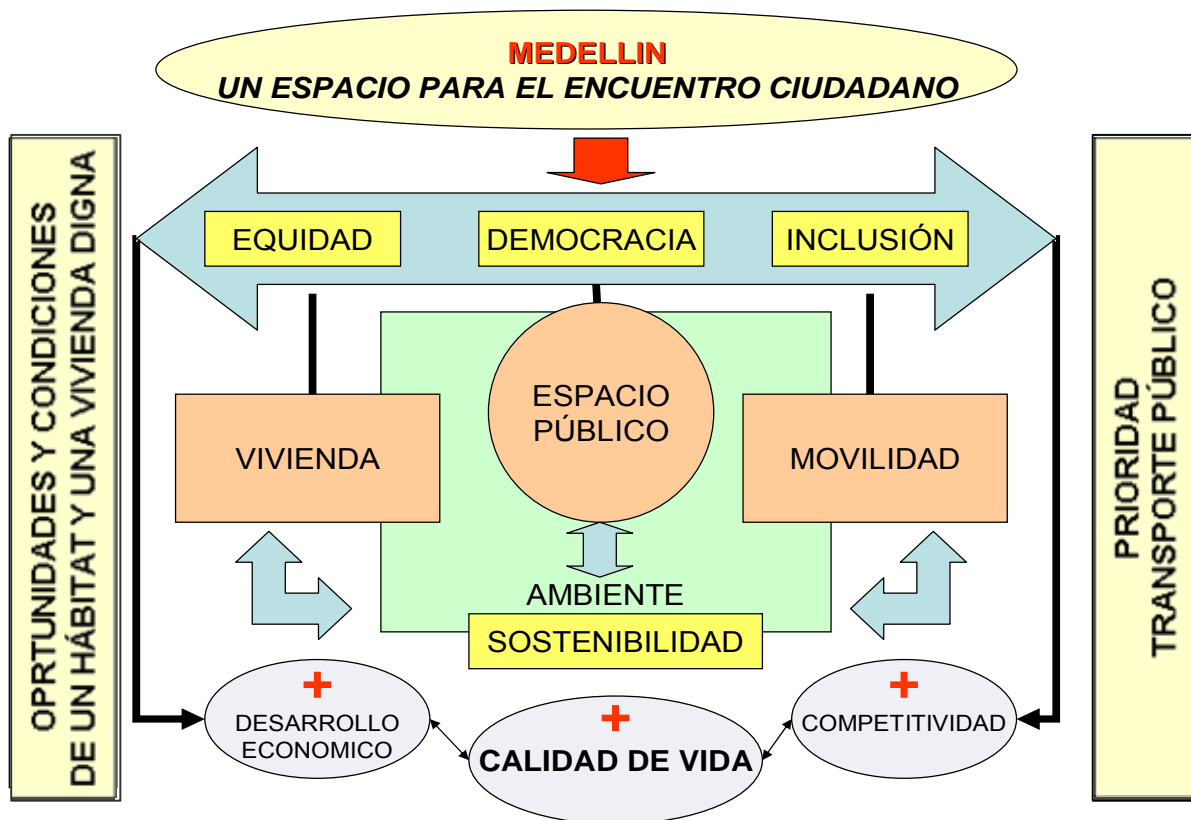 MEDELLIN
UN ESPACIO PARA EL ENCUENTRO CIUDADANO
OPRTUNIDADES Y CONDICIONES
DE UN HÁBITAT Y UNA VIVIENDA DIGNA
EQUIDAD
DEMOCRACIA
INCLUSIÓN
ESPACIO
PÚBLICO
VIVIENDA
MOVILIDAD
AMBIENTE
SOSTENIBILIDAD
+
DESARROLLO
ECONOMICO
+
CALIDAD DE VIDA
+
COMPETITIVIDAD
PRIORIDAD
TRANSPORTE PÚBLICO